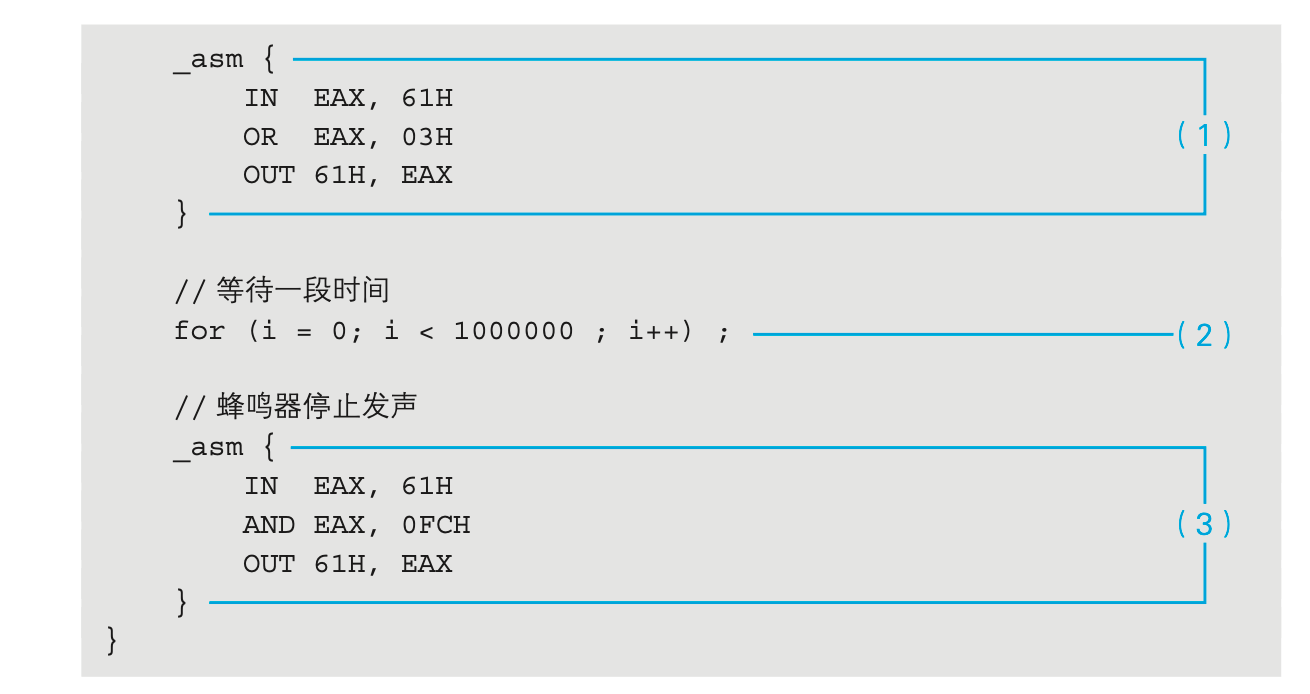 _asm {
IN EAX, 61H
OR EAX, 03H
(1)
OUT 61H, EAX
}
// 等待一段时间
for (i = 0; i < 1000000 ; i++) ;
(2)
// 蜂鸣器停止发声
_asm {
IN EAX, 61H
AND EAX, 0FCH
(3)
OUT 61H, EAX
}
}